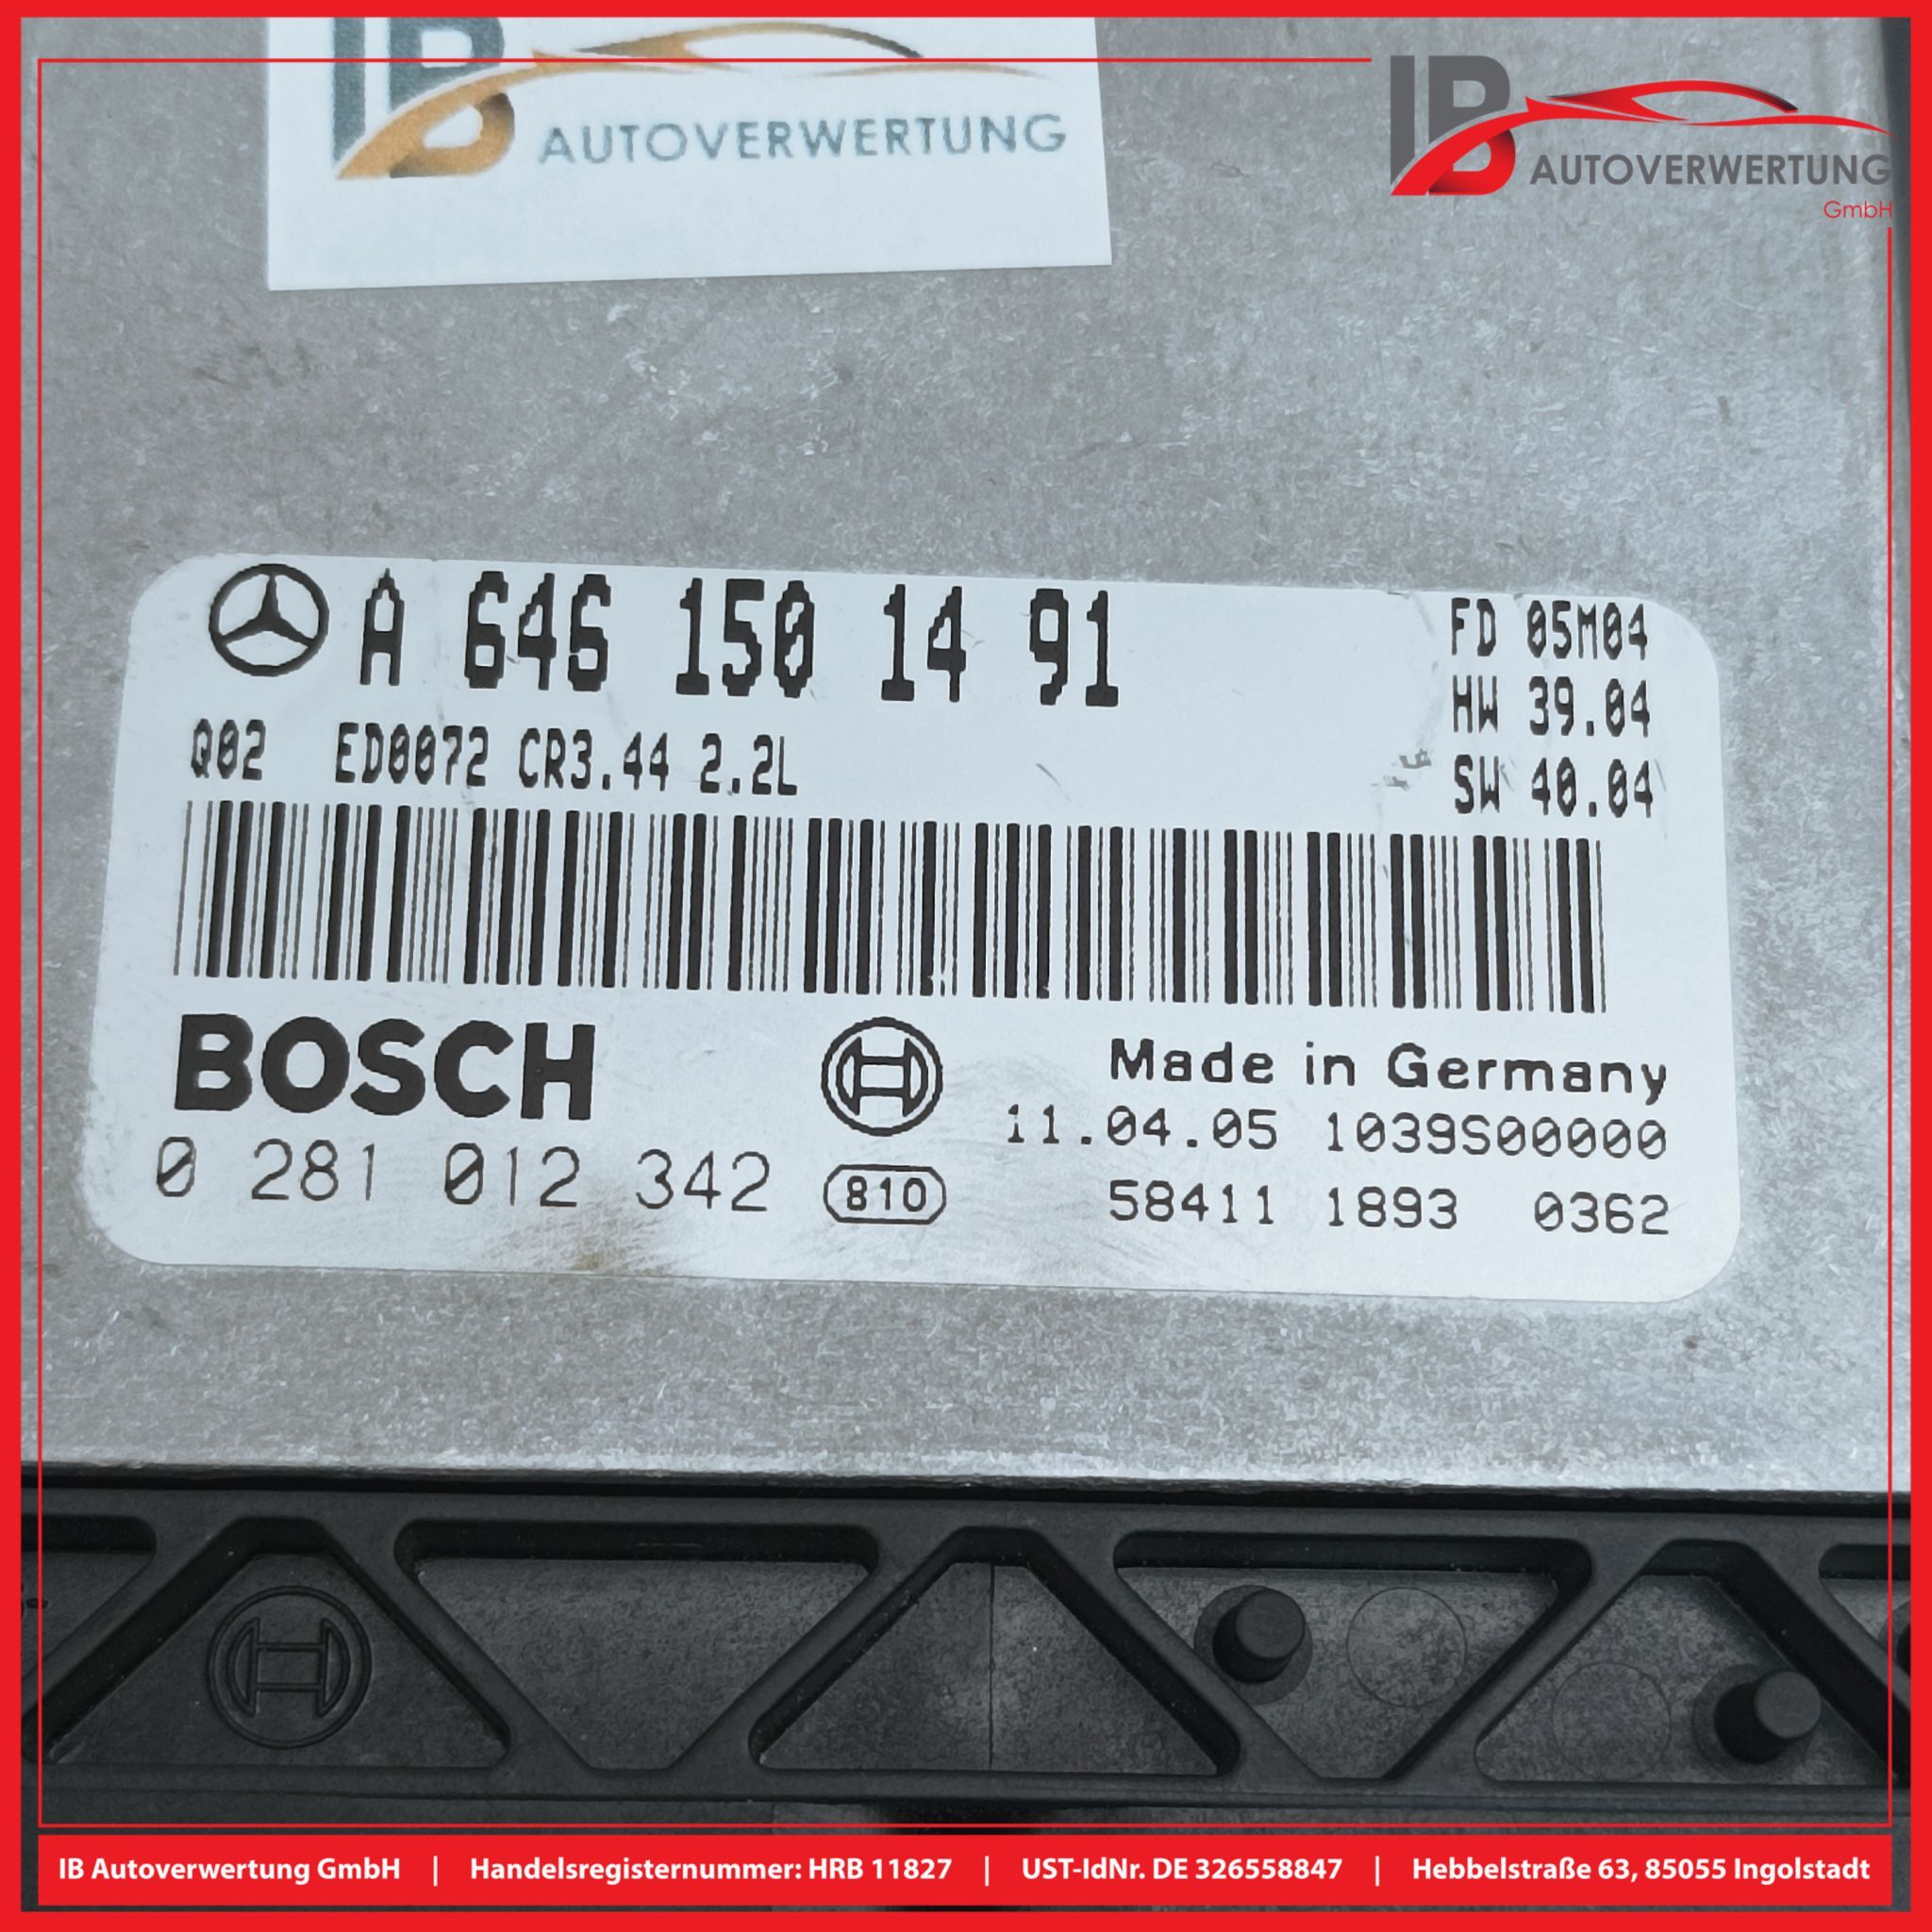 IB AUTOVERWERTUNG
IB AUTOVERWERTUNG
GmbH
A 646 150 14 91
FD 05M04
HW 39.04
Q02 ED0072 CR3.44 2.2L
SW 40.04
BOSCH
Made in Germany
11.04.05 1039S00000
0 281 012 342
810
58411 1893 0362
IB Autoverwertung GmbH | Handelsregisternummer: HRB 11827 | UST-IdNr. DE 326558847 | Hebbelstraße 63, 85055 Ingolstadt